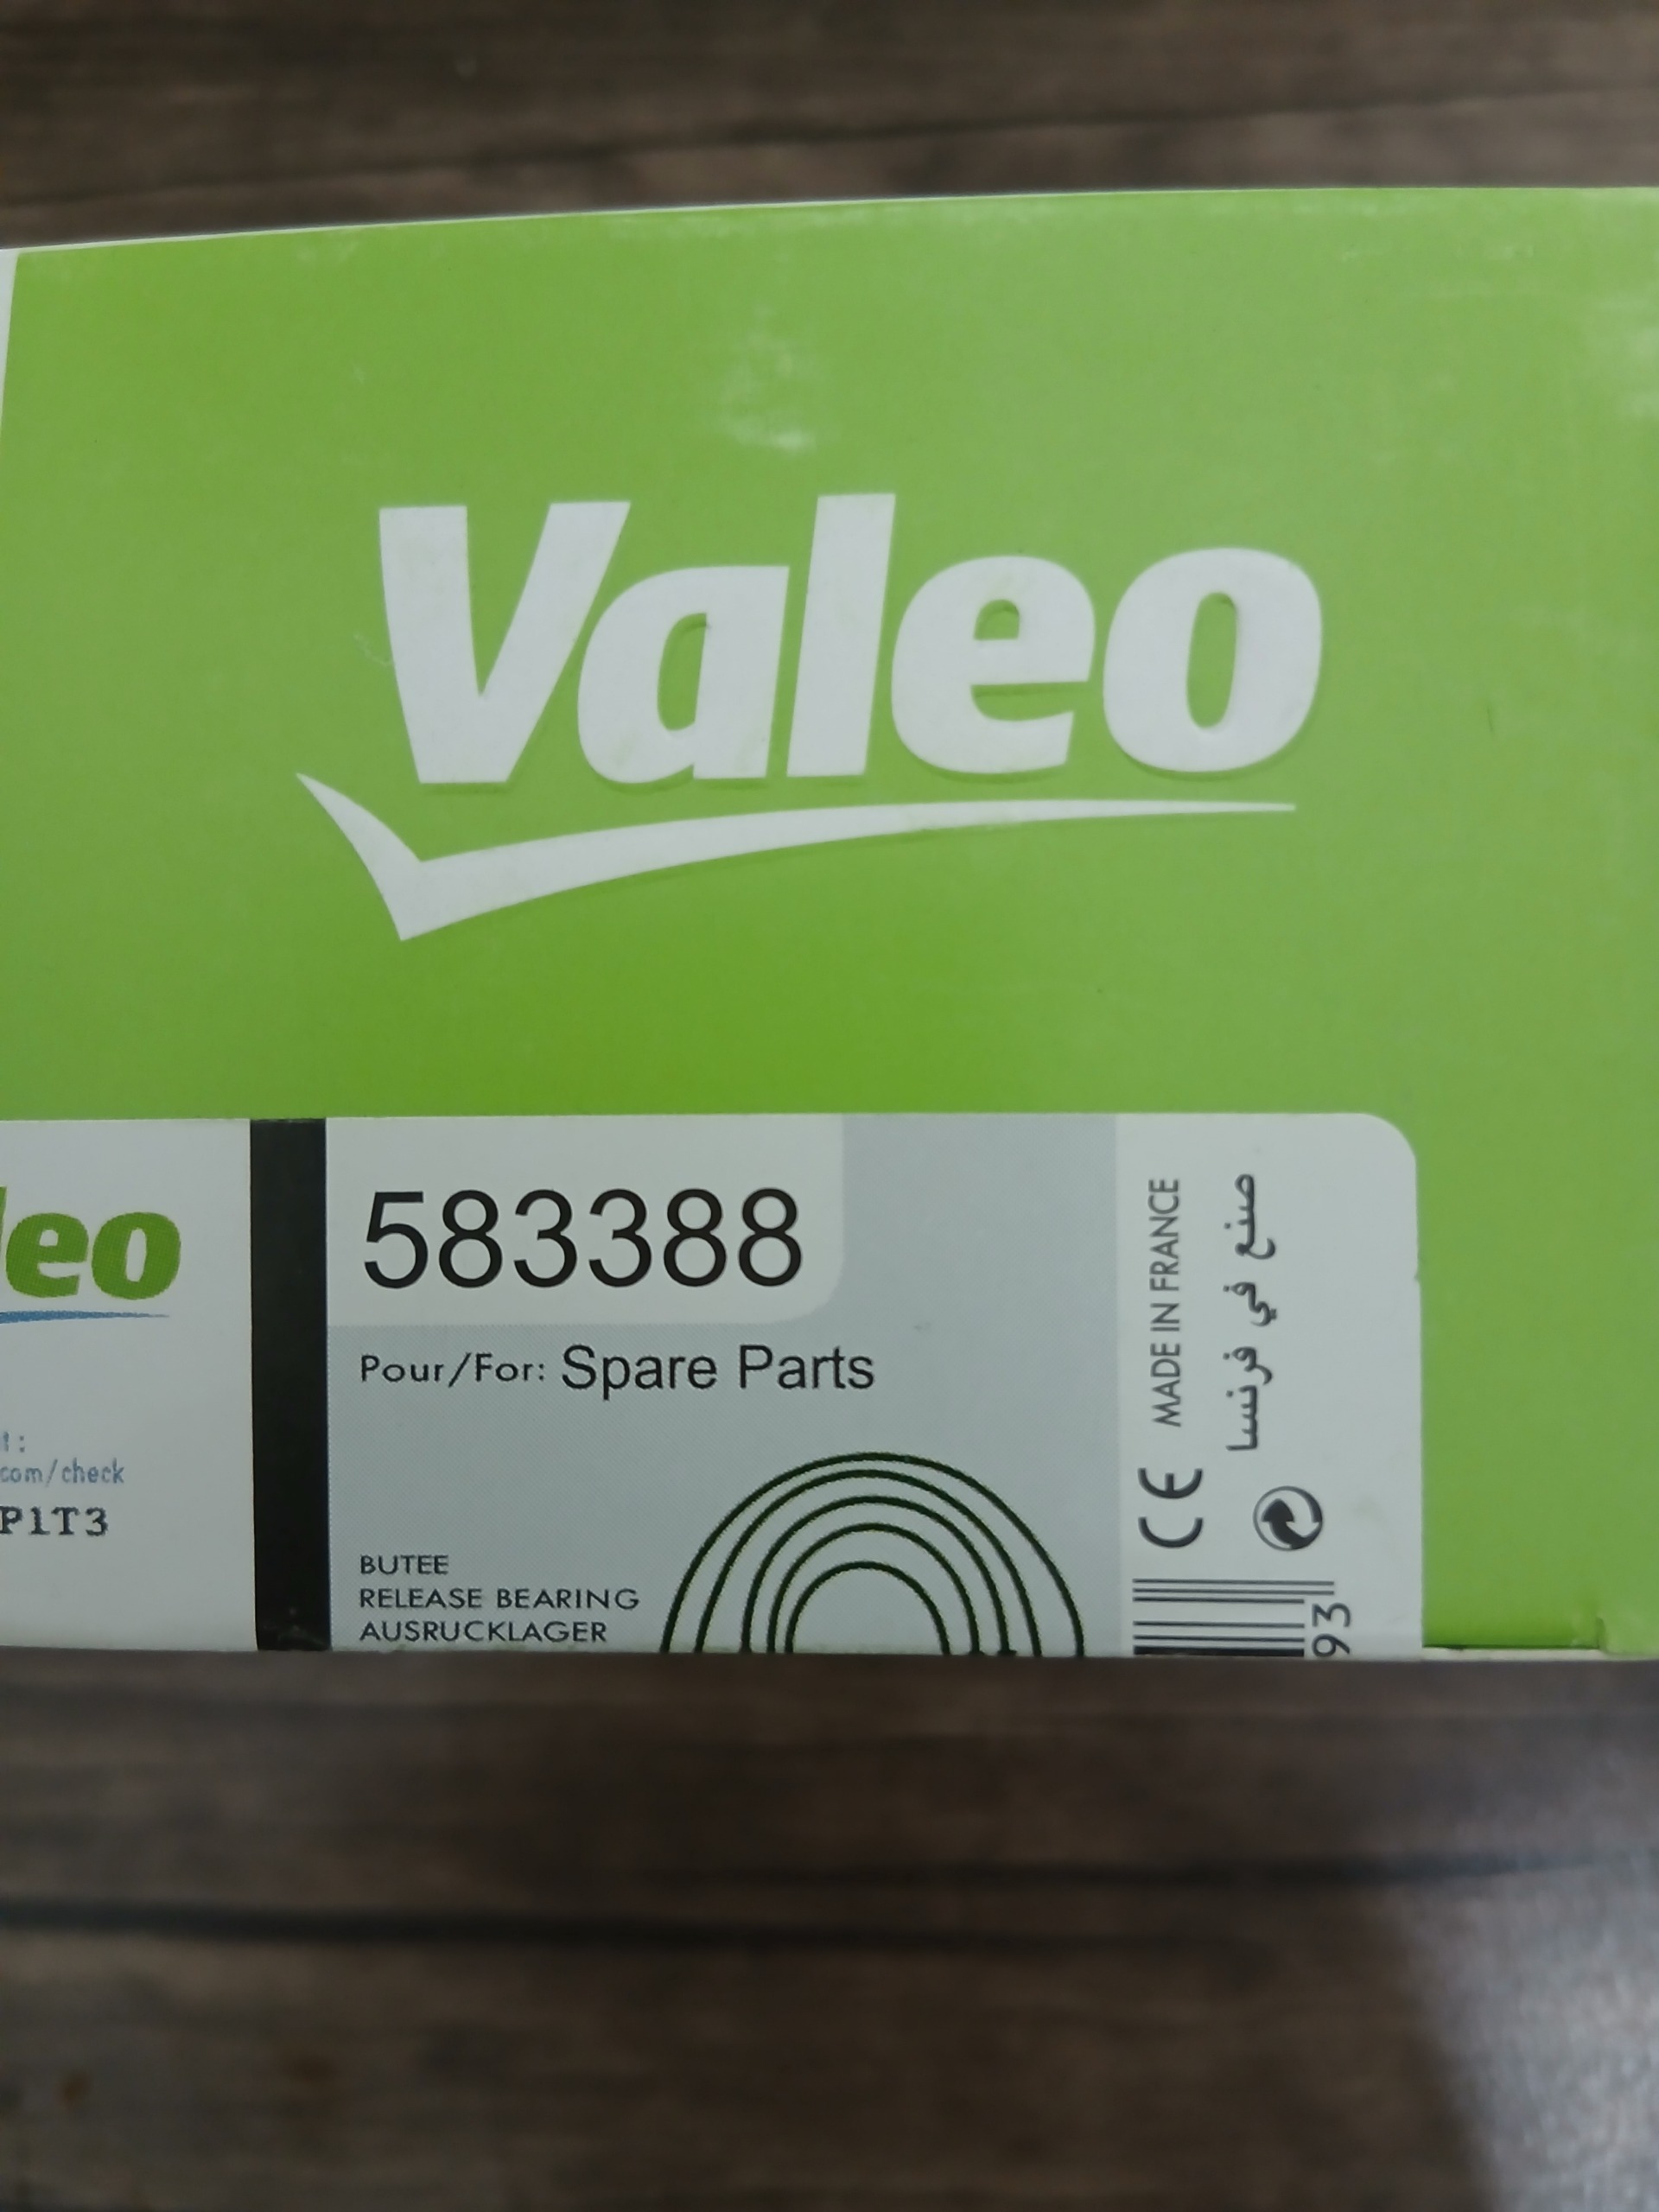 Valeo
583388
Pour/For: Spare Parts
BUTEE
RELEASE BEARING
AUSRUCKLAGER
MADE IN FRANCE
صنع في فرنسا
CE
93
leo
com/check
P1T3